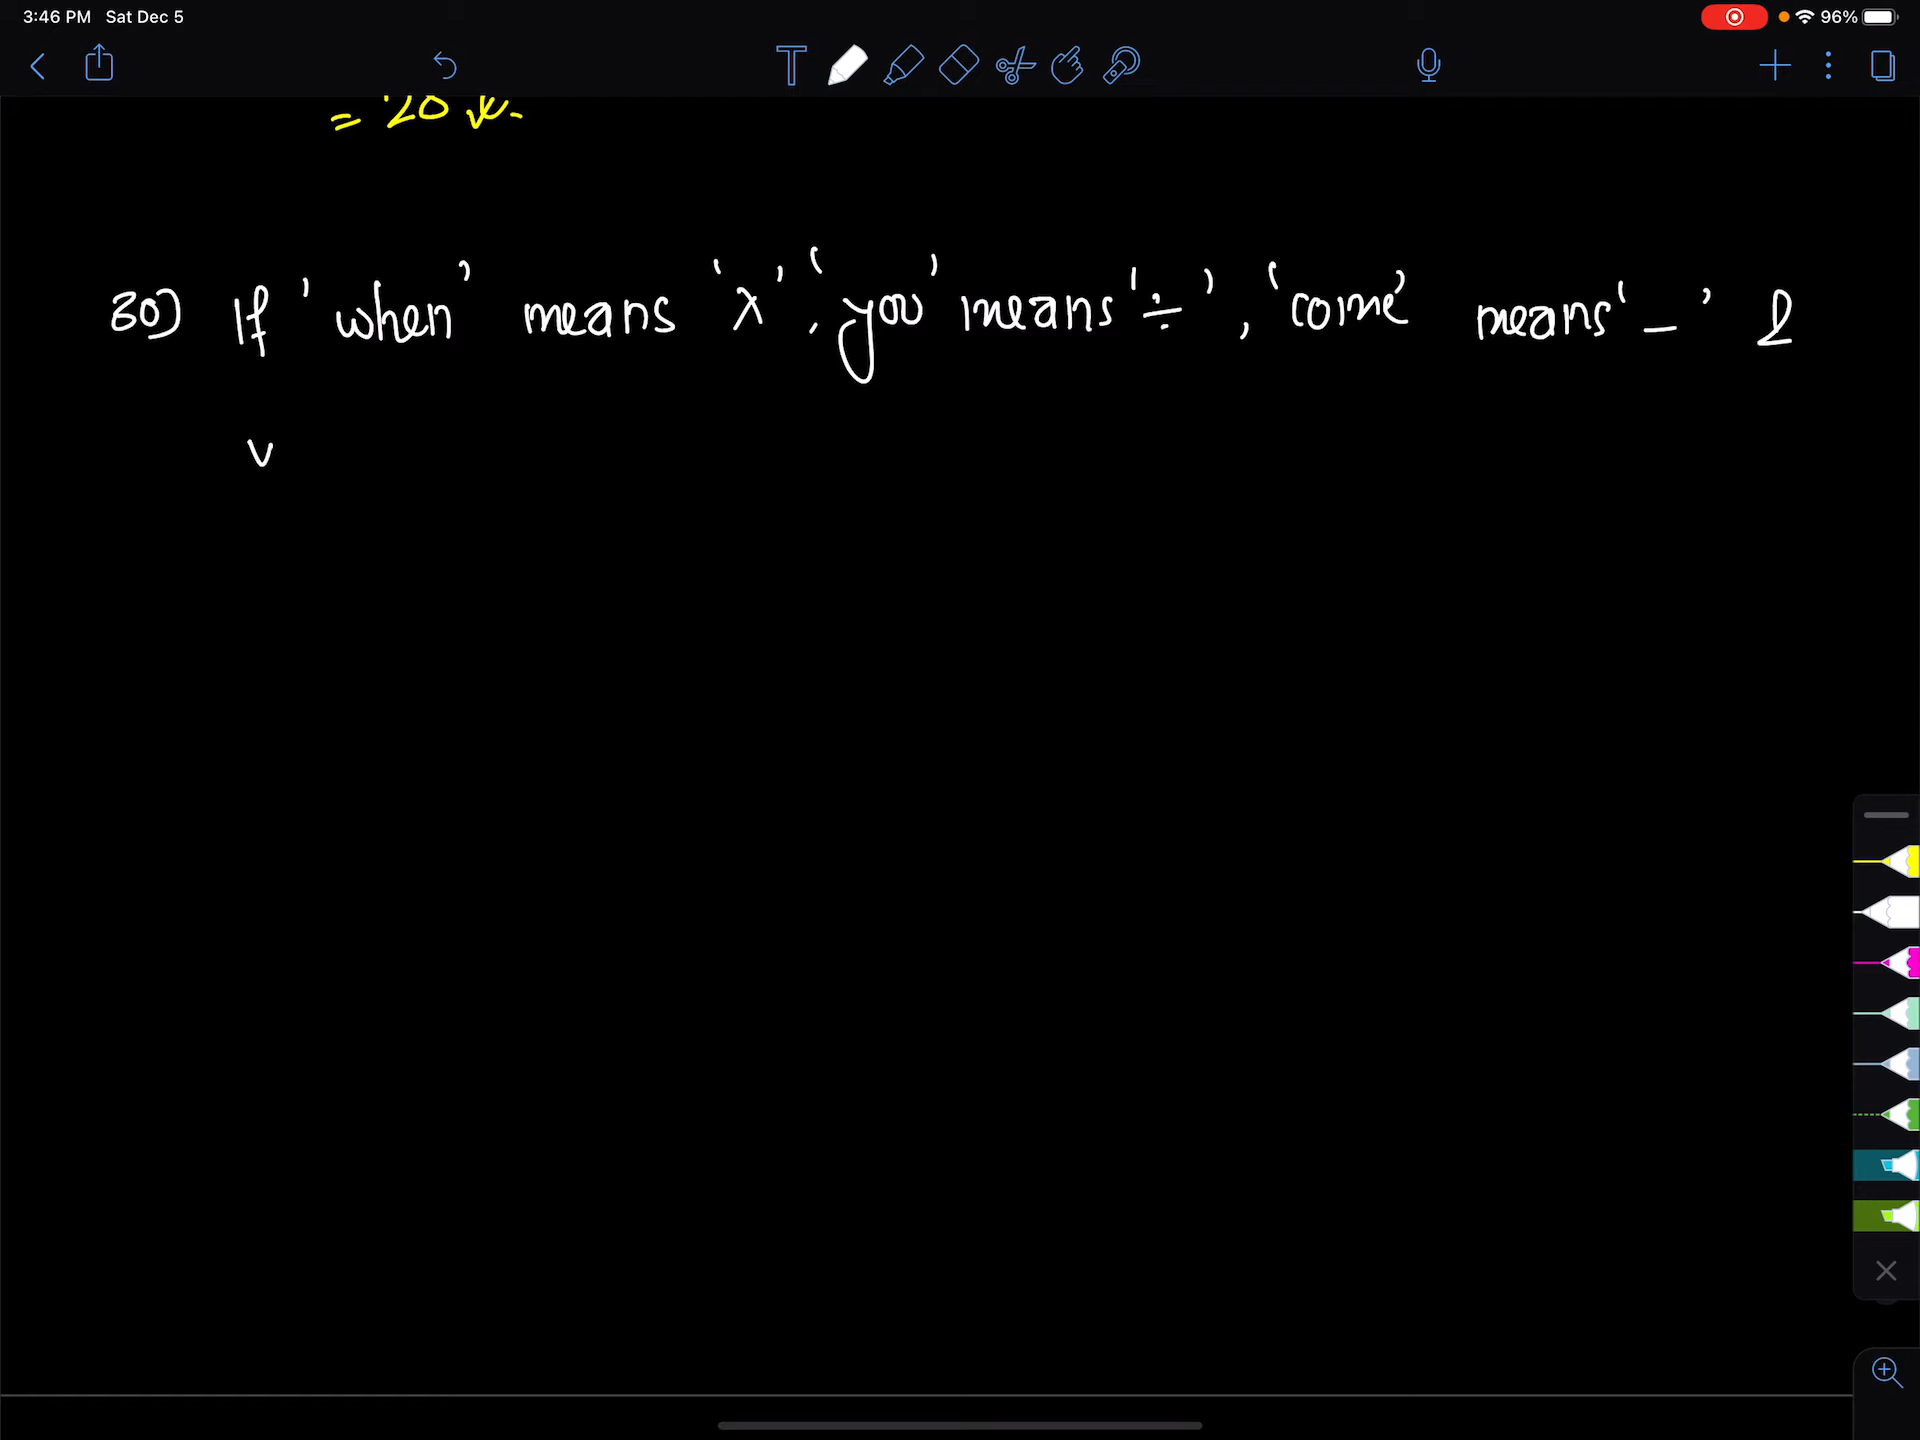 3:46 PM Sat Dec 5
96%
T
= 20
30) If 'when' means 'x', 'you' means '÷', 'come' means '-' &